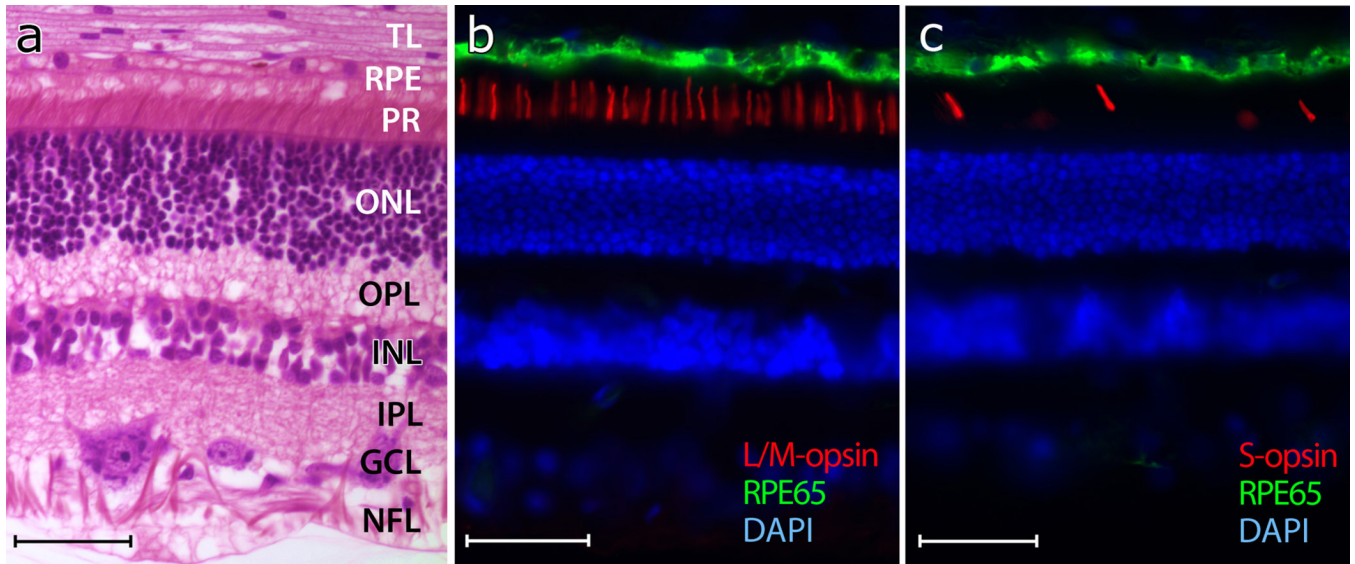 a
TL
RPE
PR
ONL
OPL
INL
IPL
GCL
NFL
b
L/M-opsin
RPE65
DAPI
c
S-opsin
RPE65
DAPI